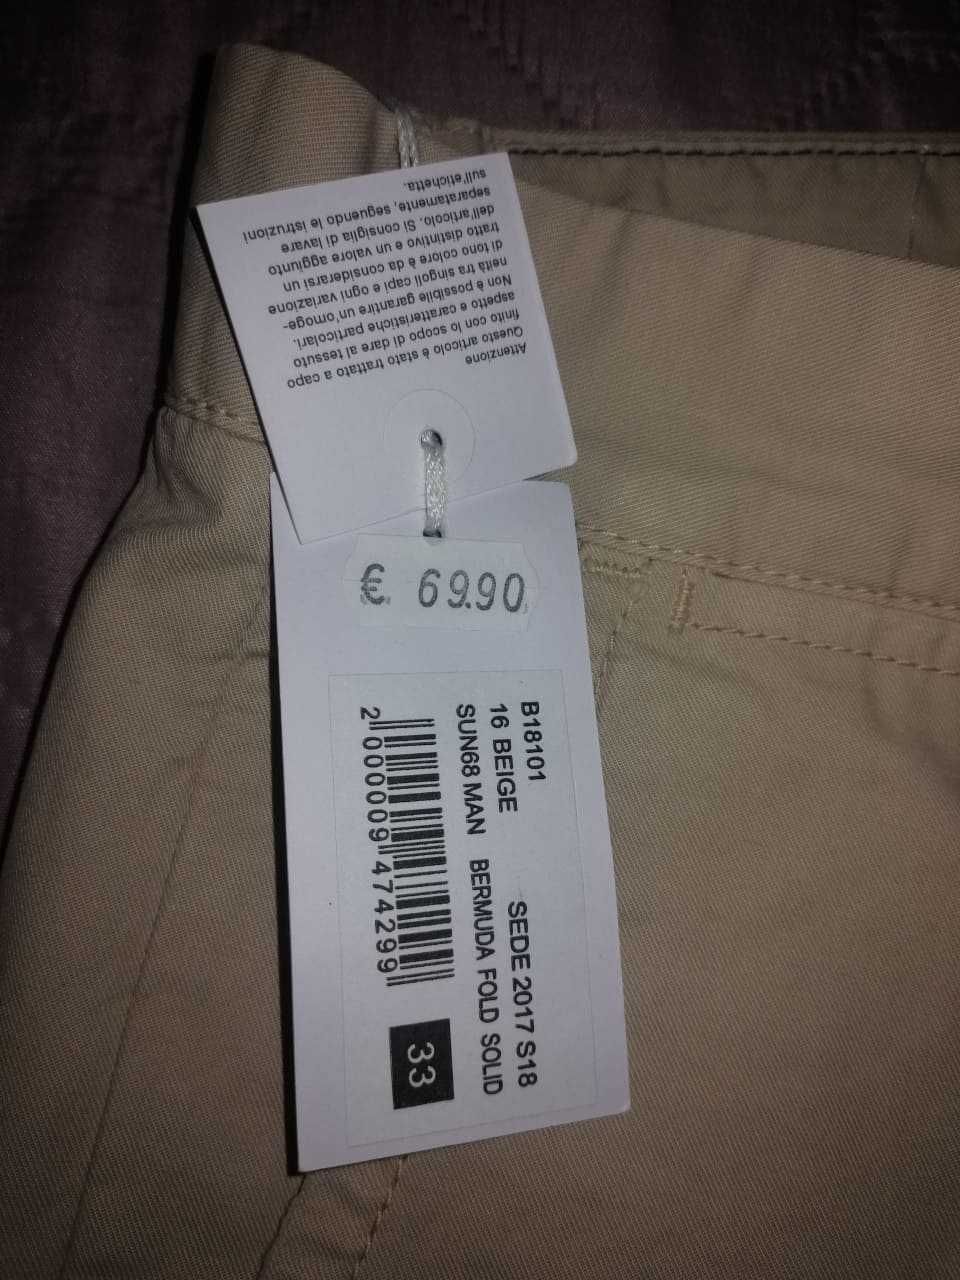 Attenzione
Questo articolo è stato trattato a capo
finito con lo scopo di dare al tessuto
aspetto e caratteristiche particolari.
Non è possibile garantire un'omoge-
neità tra singoli capi e ogni variazione
di tono colore è da considerarsi un
tratto distintivo e un valore aggiunto
dell'articolo. Si consiglia di lavare
separatamente, seguendo le istruzioni
sull'etichetta.
€ 69.90
B18101
16 BEIGE SEDE 2017 S18
SUN68 MAN BERMUDA FOLD SOLID
2 000009 474299
33